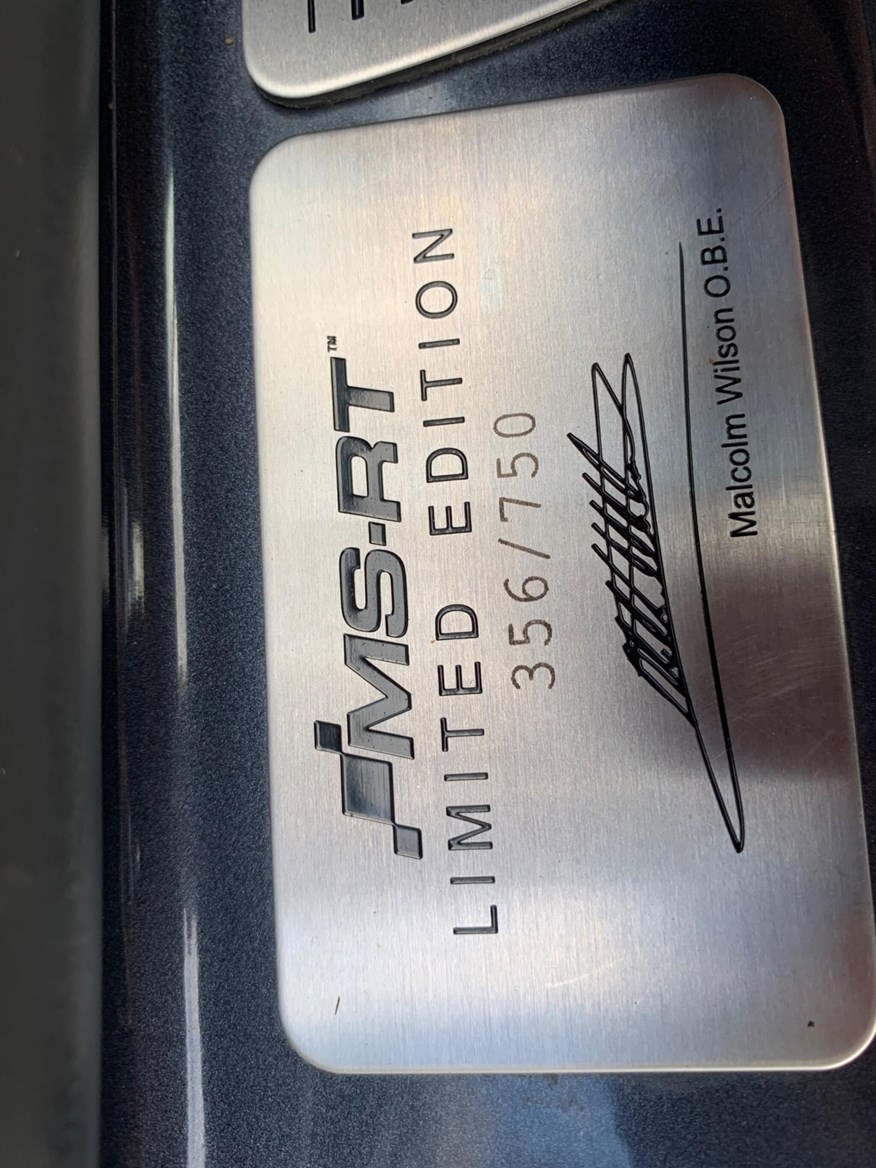 MS-RT™
LIMITED EDITION
356/750
Malcolm Wilson O.B.E.